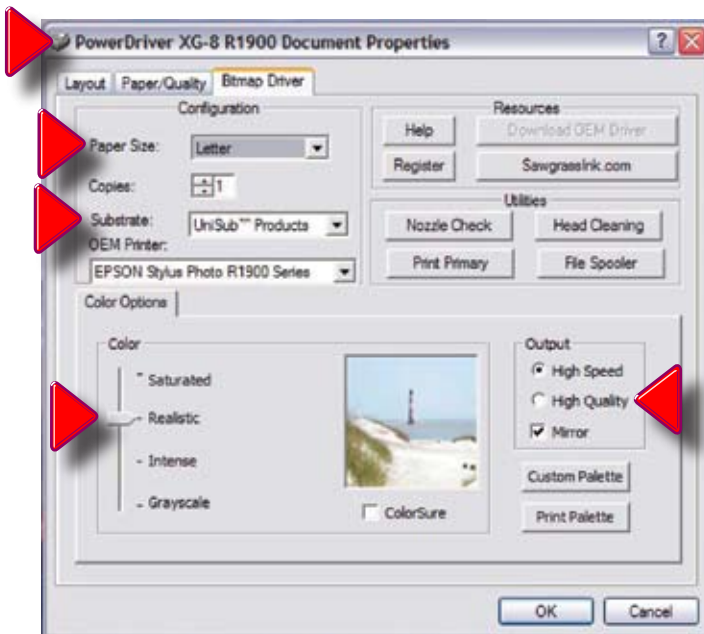 PowerDriver XG-8 R1900 Document Properties
Layout Paper/Quality Bitmap Driver
Configuration
Paper Size: Letter
Copies: 1
Substrate: UniSub™ Products
OEM Printer:
EPSON Stylus Photo R1900 Series
Resources
Help Download OEM Driver
Register SawgrassInk.com
Utilities
Nozzle Check Head Cleaning
Print Primary File Spooler
Color Options
Color
Saturated
Realistic
Intense
Grayscale
ColorSure
Output
High Speed
High Quality
Mirror
Custom Palette
Print Palette
OK Cancel